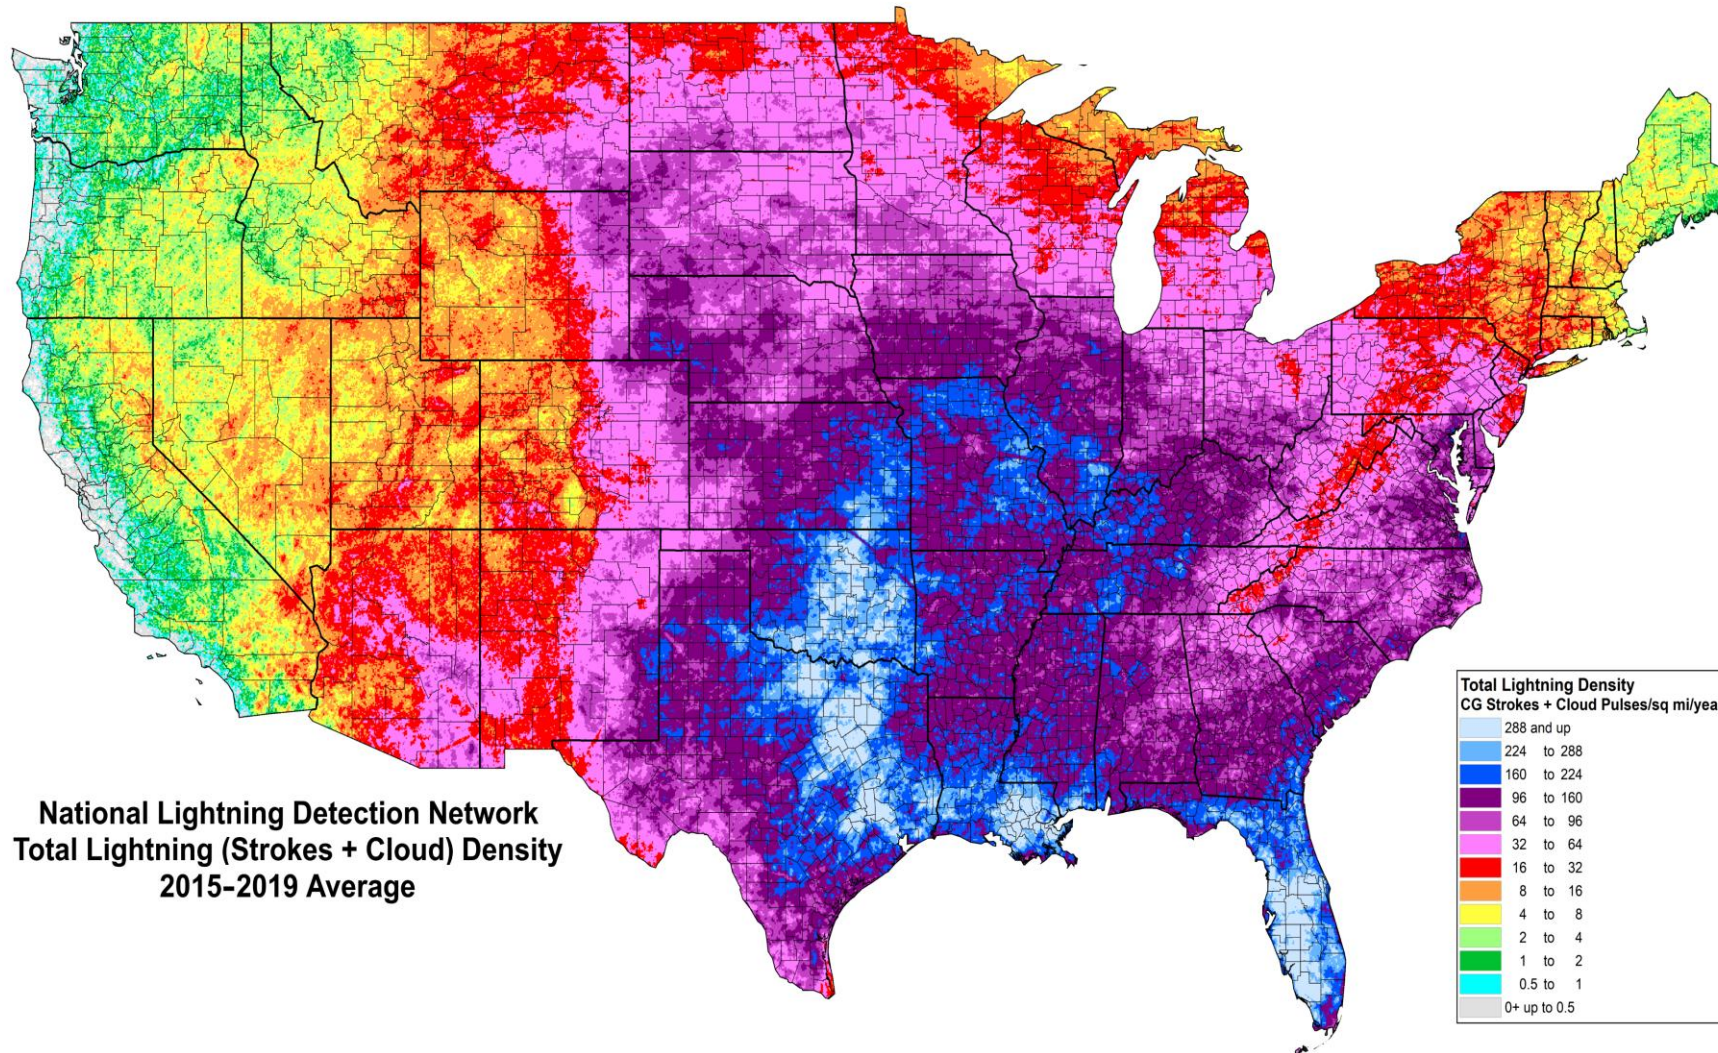 National Lightning Detection Network
Total Lightning (Strokes + Cloud) Density
2015–2019 Average
Total Lightning Density
CG Strokes + Cloud Pulses/sq mi/yea
288 and up
224 to 288
160 to 224
96 to 160
64 to 96
32 to 64
16 to 32
8 to 16
4 to 8
2 to 4
1 to 2
0.5 to 1
0+ up to 0.5